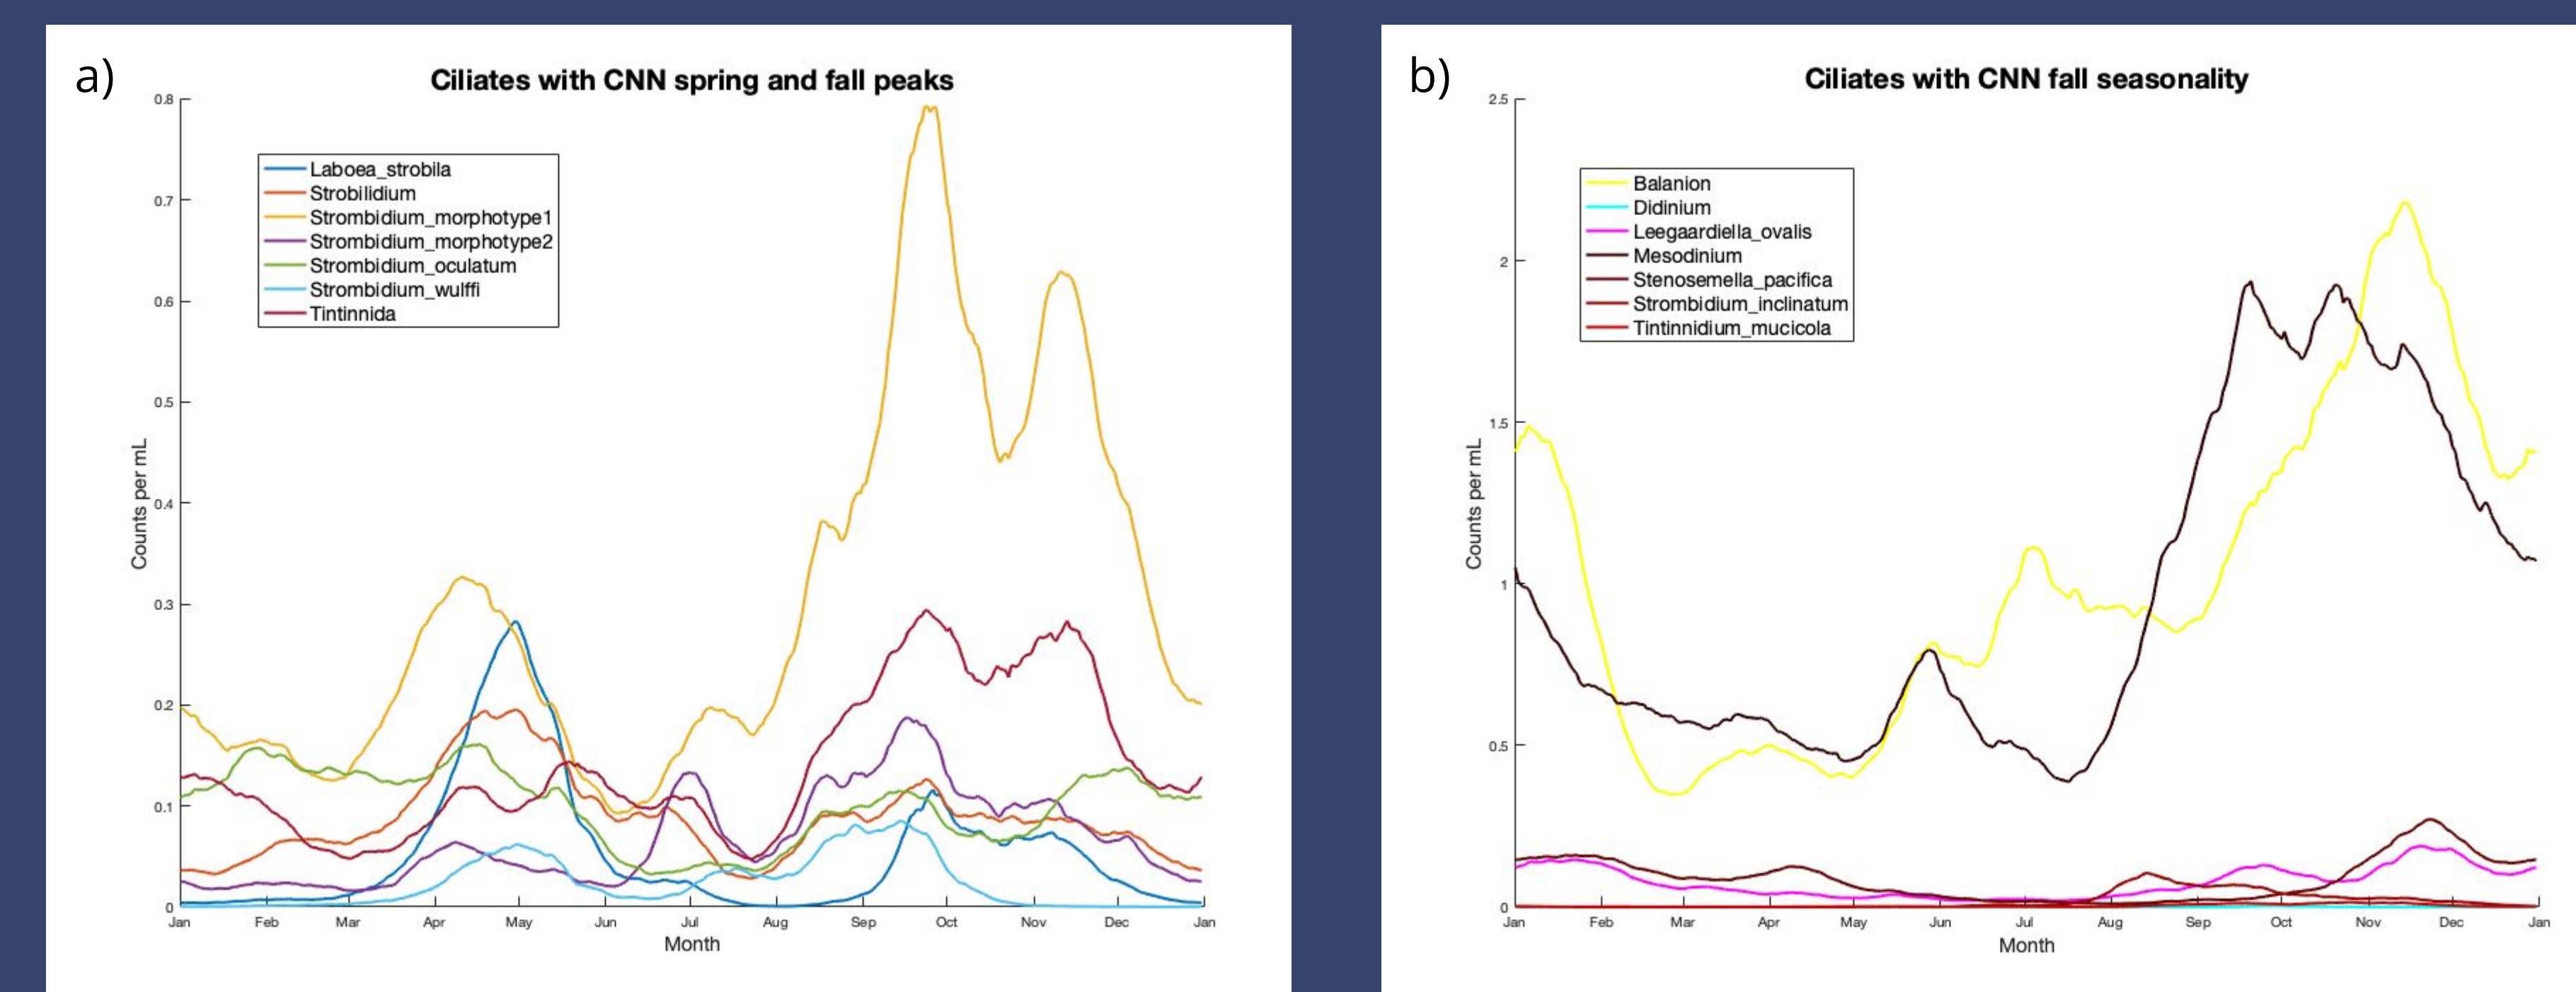 a)
Ciliates with CNN spring and fall peaks
0.8
0.7
0.6
0.5
0.4
0.3
0.2
0.1
0
Counts per mL
Laboea_strobila
Strobilidium
Strombidium_morphotype1
Strombidium_morphotype2
Strombidium_oculatum
Strombidium_wulffi
Tintinnida
Jan Feb Mar Apr May Jun Jul Aug Sep Oct Nov Dec Jan
Month
b)
Ciliates with CNN fall seasonality
2.5
2
1.5
1
0.5
0
Counts per mL
Balanion
Didinium
Leegaardiella_ovalis
Mesodinium
Stenosemella_pacifica
Strombidium_inclinatum
Tintinnidium_mucicola
Jan Feb Mar Apr May Jun Jul Aug Sep Oct Nov Dec Jan
Month